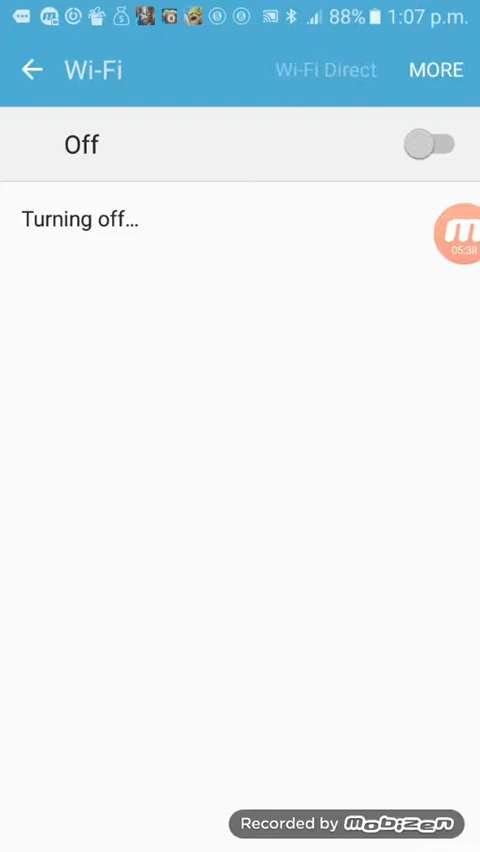 88% 1:07 p.m.
Wi-Fi Wi-Fi Direct MORE
Off
Turning off...
05:38
Recorded by mobizen